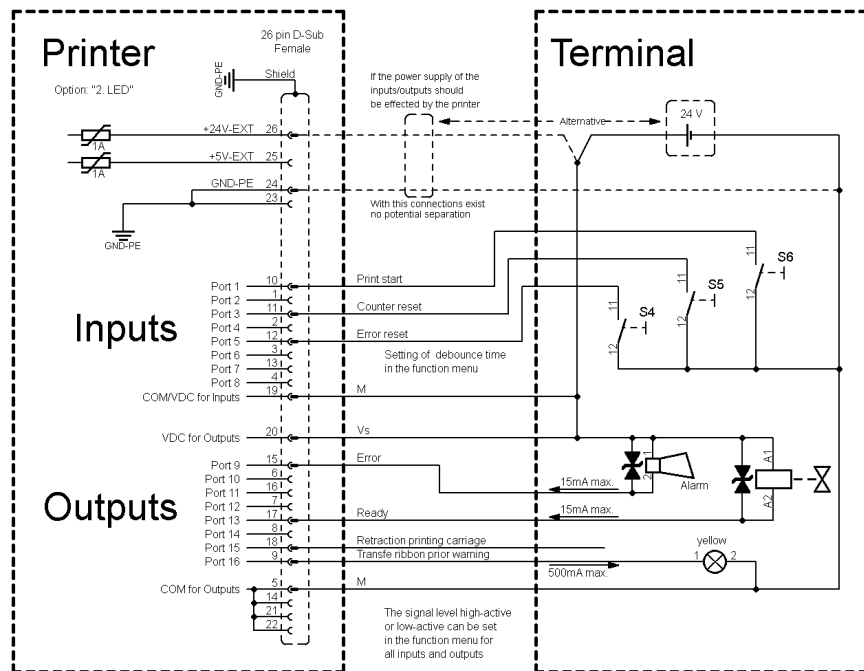 Printer
26 pin D-Sub
Female
Terminal
GND-PE
Shield
Option: "2. LED"
If the power supply of the
inputs/outputs should
be effected by the printer
Alternative
24 V
+24V-EXT 26
1A
+5V-EXT 25
1A
GND-PE 24
23
GND-PE
With this connections exist
no potential separation
11
12
S6
11
12
S5
11
12
S4
Inputs
Port 1 10 Print start
Port 2 1
Port 3 11 Counter reset
Port 4 2
Port 5 12 Error reset
Port 6 3
Port 7 13
Port 8 4
COM/VDC for Inputs 19 M
Setting of debounce time
in the function menu
VDC for Outputs 20 Vs
Outputs
Port 9 15 Error
Port 10 6
Port 11 16
Port 12 7
Port 13 17 Ready
Port 14 8
Port 15 18 Retraction printing carriage
Port 16 9 Transfe ribbon prior warning
15mA max.
1
2
Alarm
A1
A2
15mA max.
500mA max.
yellow
1 2
COM for Outputs 5 M
14
21
22
The signal level high-active
or low-active can be set
in the function menu for
all inputs and outputs